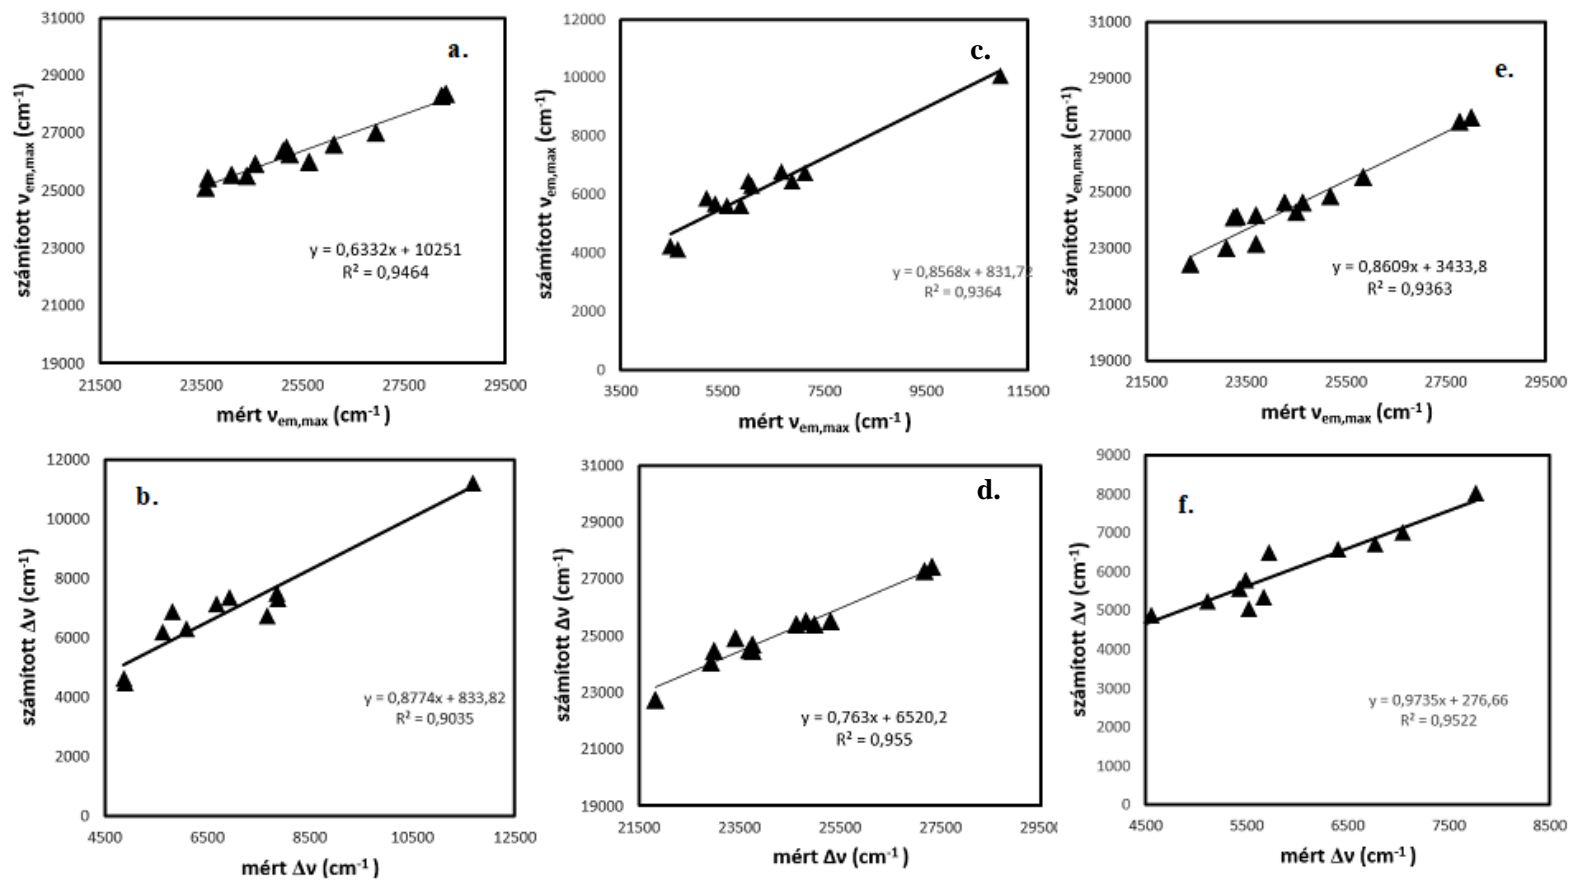 a.
számított νem,max (cm-1)
31000
29000
27000
25000
23000
21000
19000
y = 0,6332x + 10251
R² = 0,9464
21500 23500 25500 27500 29500
mért νem,max (cm-1)
c.
számított νem,max (cm-1)
12000
10000
8000
6000
4000
2000
0
y = 0,8568x + 831,72
R² = 0,9364
3500 5500 7500 9500 11500
mért νem,max (cm-1)
e.
számított νem,max (cm-1)
31000
29000
27000
25000
23000
21000
19000
y = 0,8609x + 3433,8
R² = 0,9363
21500 23500 25500 27500 29500
mért νem,max (cm-1)
b.
számított Δν (cm-1)
12000
10000
8000
6000
4000
2000
0
y = 0,8774x + 833,82
R² = 0,9035
4500 6500 8500 10500 12500
mért Δν (cm-1)
d.
számított Δν (cm-1)
31000
29000
27000
25000
23000
21000
19000
y = 0,763x + 6520,2
R² = 0,955
21500 23500 25500 27500 29500
mért Δν (cm-1)
f.
számított Δν (cm-1)
9000
8000
7000
6000
5000
4000
3000
2000
1000
0
y = 0,9735x + 276,66
R² = 0,9522
4500 5500 6500 7500 8500
mért Δν (cm-1)